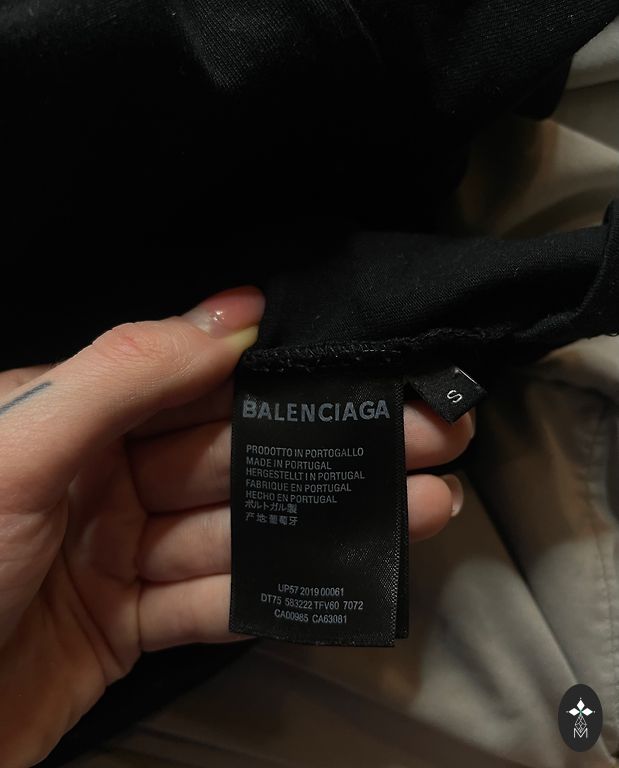 BALENCIAGA
S
PRODOTTO IN PORTOGALLO
MADE IN PORTUGAL
HERGESTELLT IN PORTUGAL
FABRIQUE EN PORTUGAL
HECHO EN PORTUGAL
ポルトガル製
产地:葡萄牙
UP57 2019 00061
DT75 583222 TFV60 7072
CA00985 CA63081
M